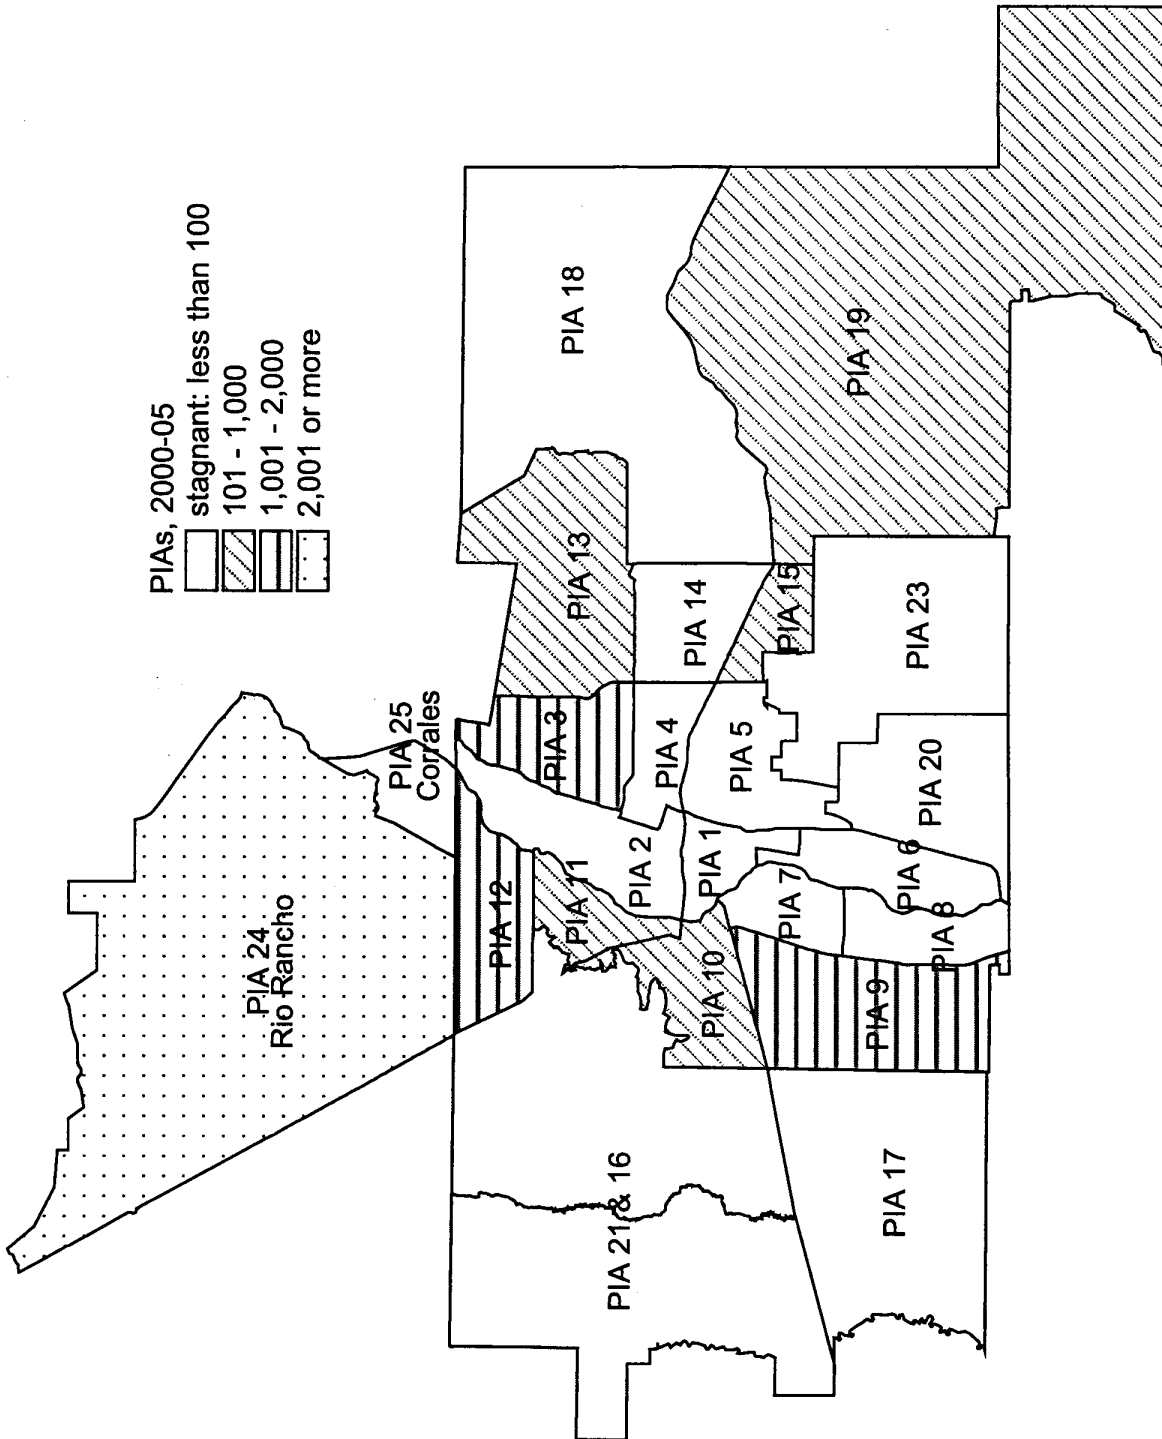 PIAs, 2000-05
stagnant: less than 100
101 - 1,000
1,001 - 2,000
2,001 or more
PIA 24
Rio Rancho
PIA 25
Corrales
PIA 12
PIA 3
PIA 13
PIA 18
PIA 11
PIA 21 & 16
PIA 2
PIA 4
PIA 14
PIA 10
PIA 1
PIA 5
PIA 15
PIA 7
PIA 19
PIA 9
PIA 17
PIA 6
PIA 8
PIA 20
PIA 23